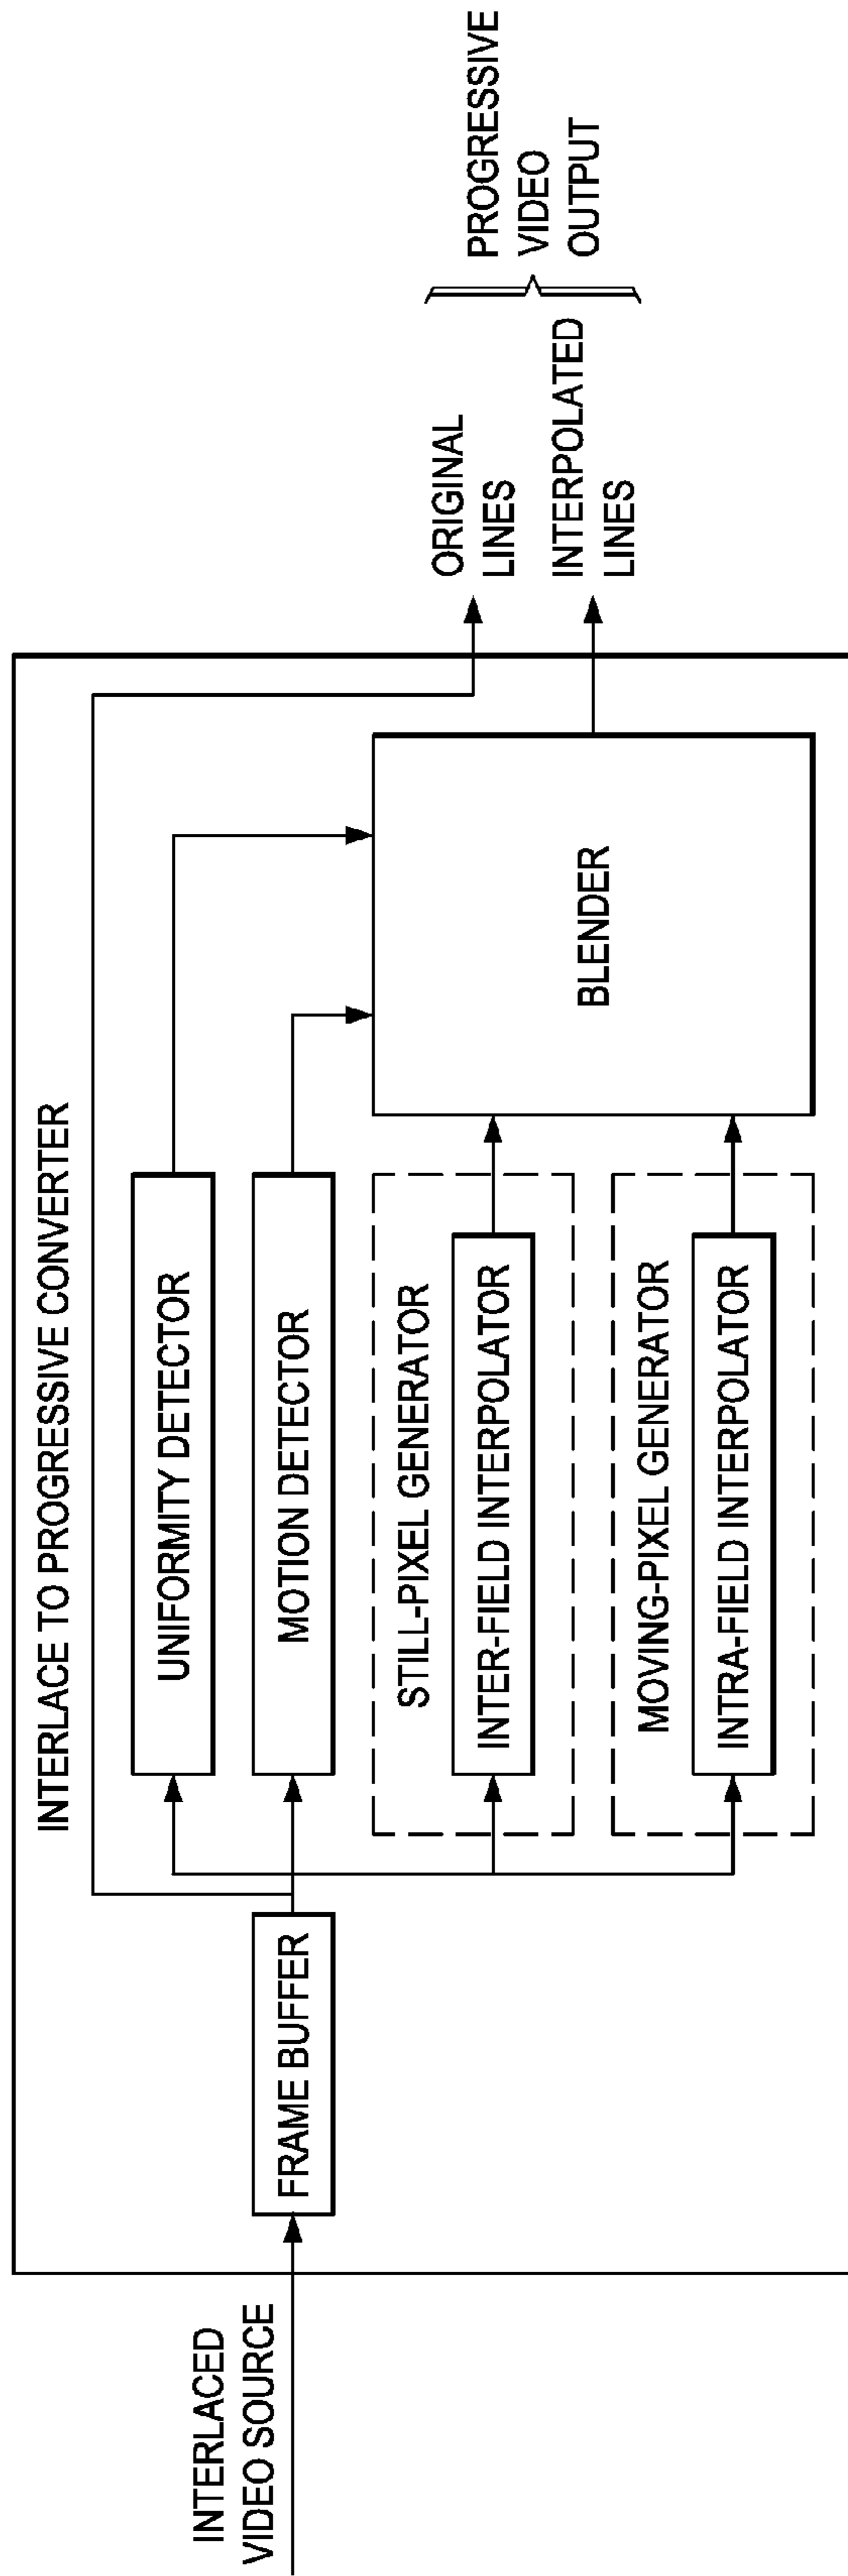 INTERLACE TO PROGRESSIVE CONVERTER
INTERLACED
VIDEO SOURCE
FRAME BUFFER
UNIFORMITY DETECTOR
MOTION DETECTOR
STILL-PIXEL GENERATOR
INTER-FIELD INTERPOLATOR
MOVING-PIXEL GENERATOR
INTRA-FIELD INTERPOLATOR
BLENDER
ORIGINAL
LINES
INTERPOLATED
LINES
PROGRESSIVE
VIDEO
OUTPUT